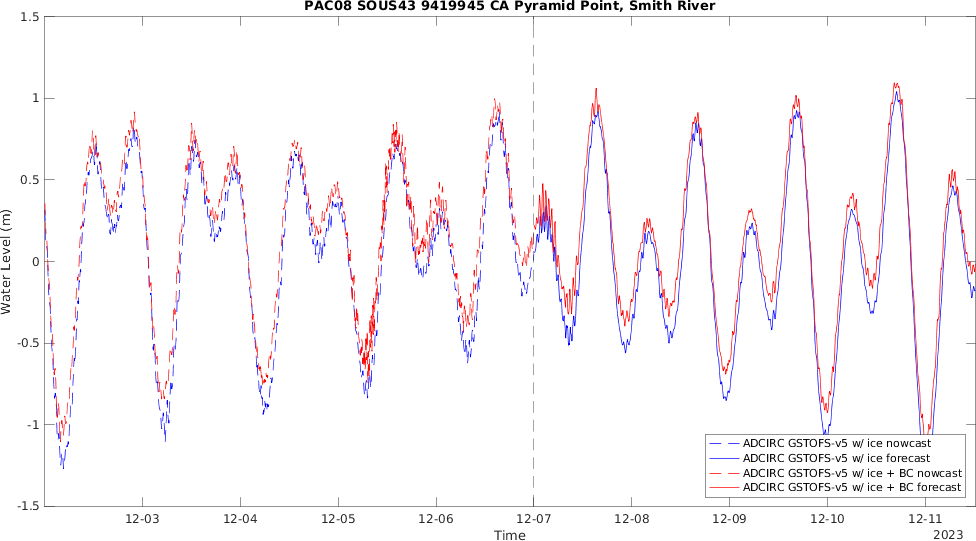 PAC08 SOUS43 9419945 CA Pyramid Point, Smith River
1.5
1
0.5
0
-0.5
-1
-1.5
Water Level (m)
12-03
12-04
12-05
12-06
12-07
12-08
12-09
12-10
12-11
Time
2023
ADCIRC GSTOFS-v5 w/ ice nowcast
ADCIRC GSTOFS-v5 w/ ice forecast
ADCIRC GSTOFS-v5 w/ ice + BC nowcast
ADCIRC GSTOFS-v5 w/ ice + BC forecast